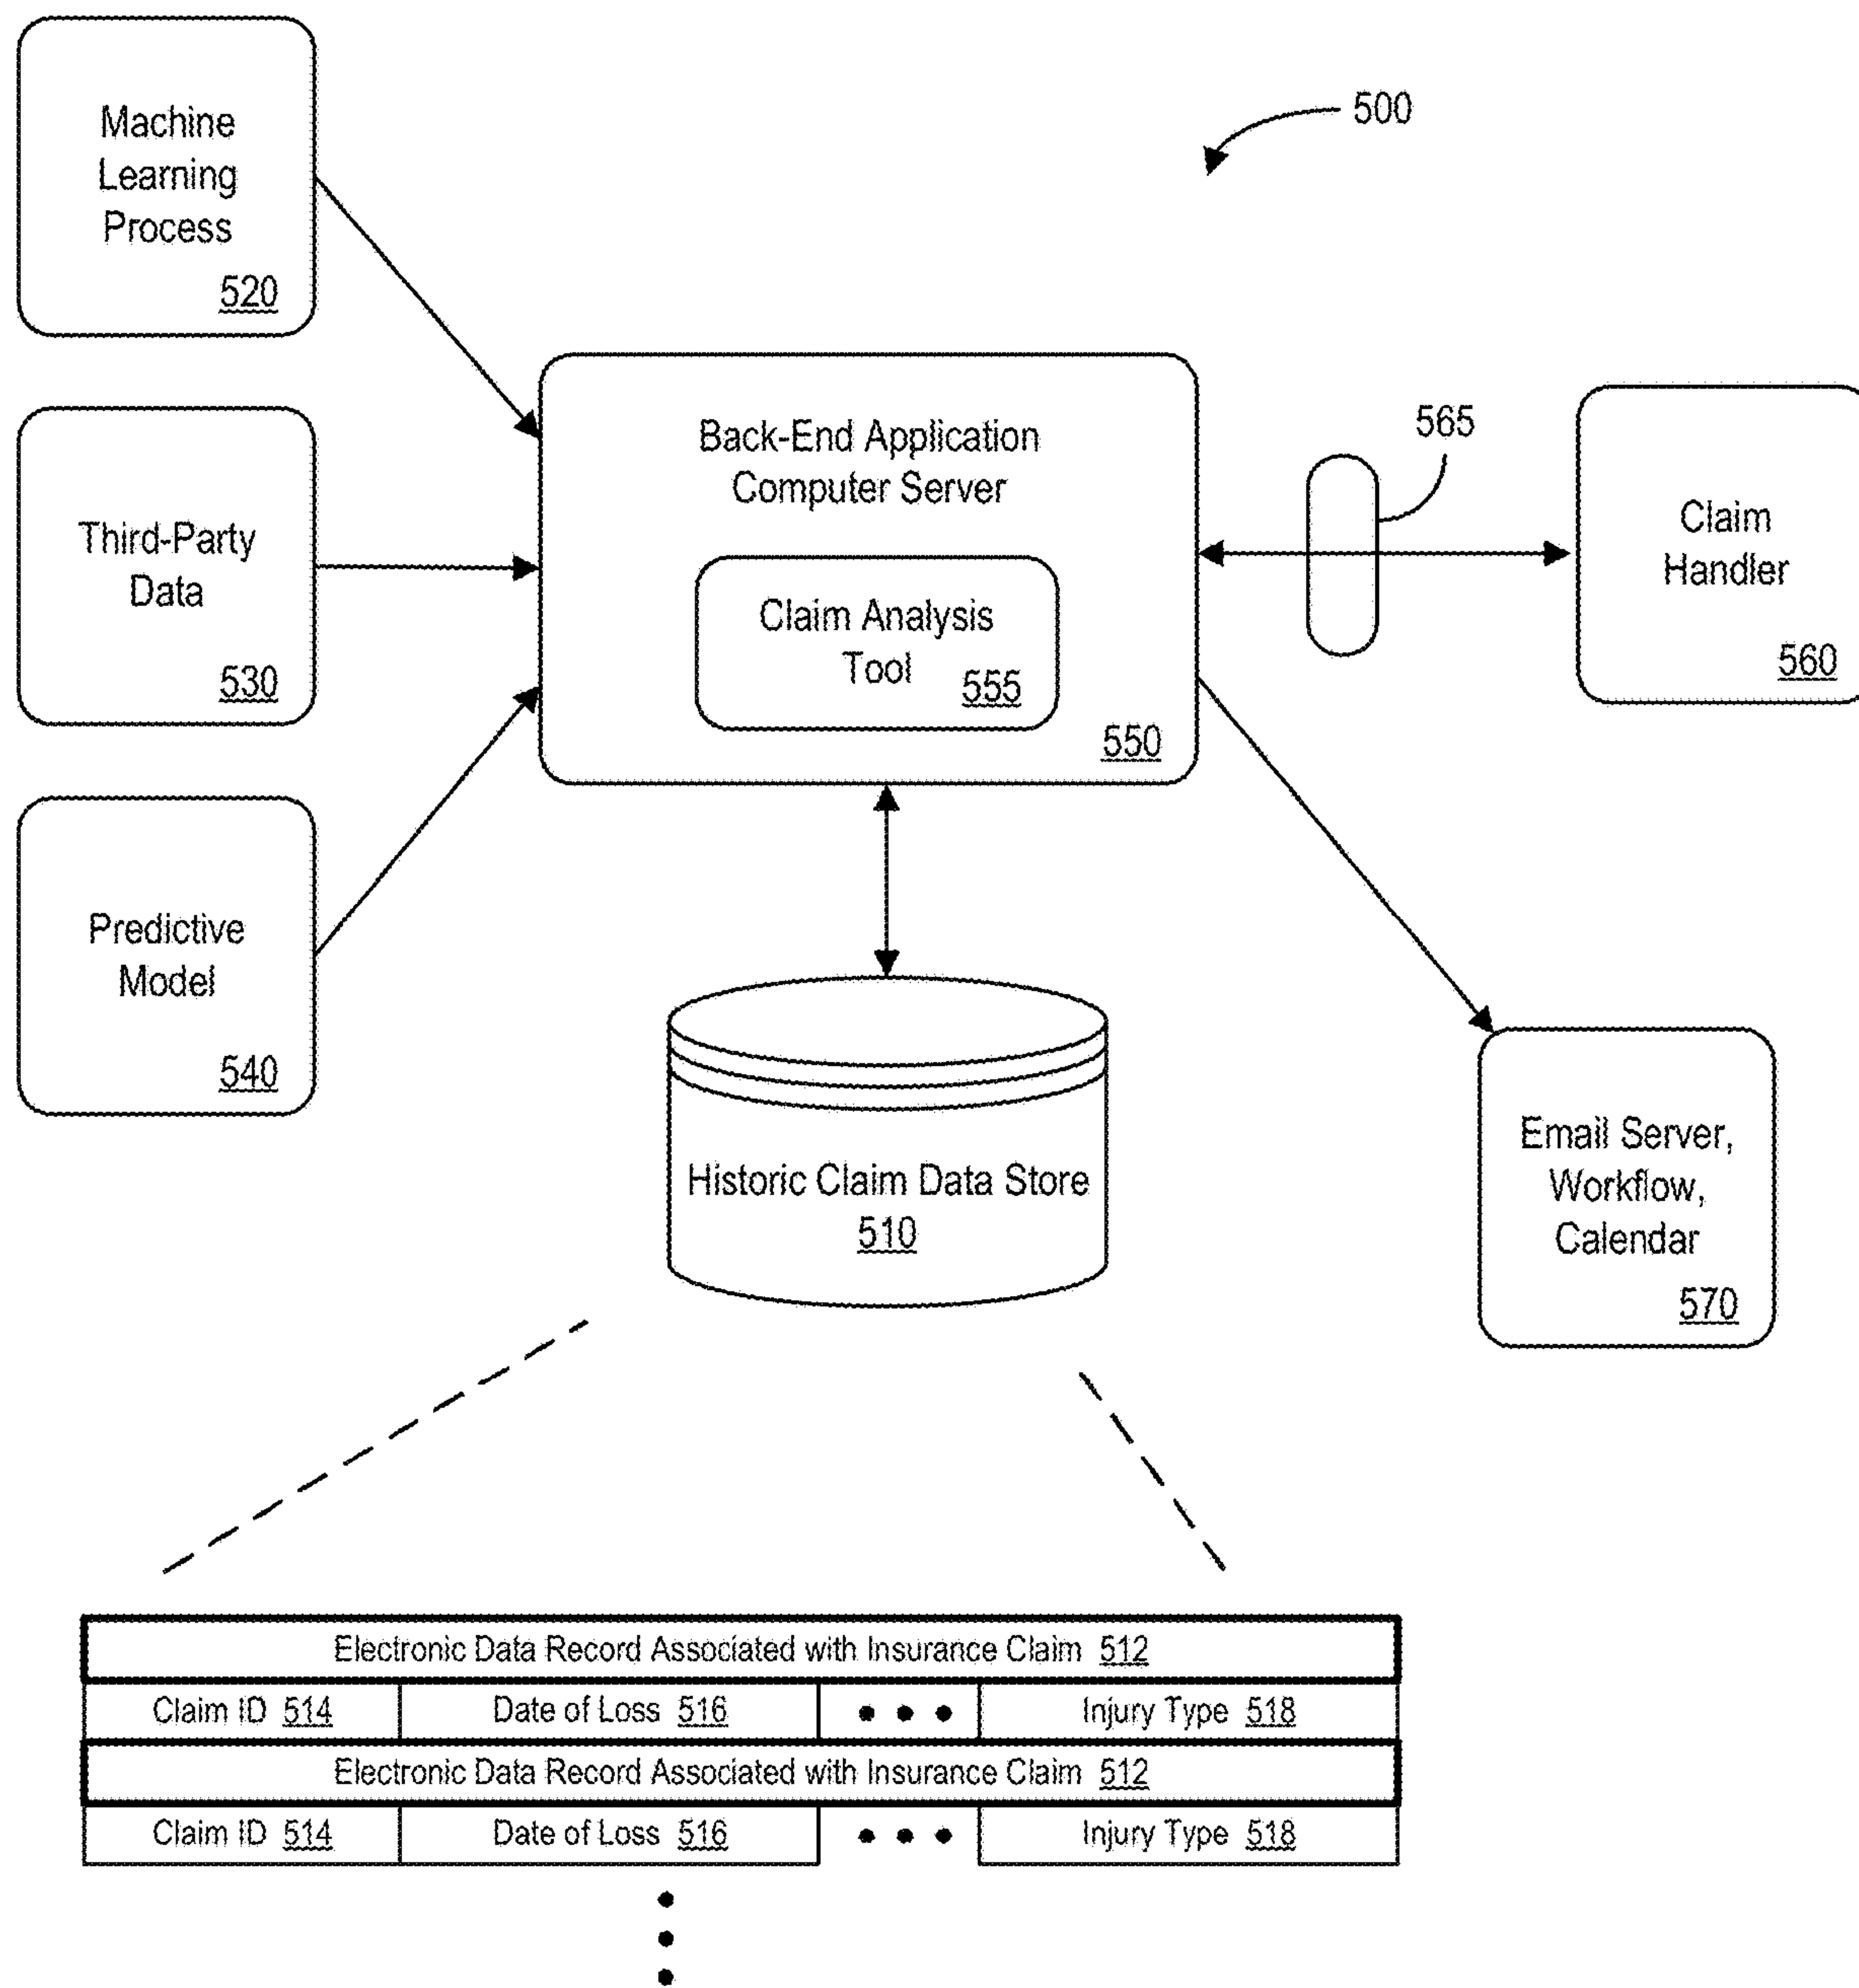 Machine
Learning
Process
520
500
Third-Party
Data
530
Back-End Application
Computer Server
Claim Analysis
Tool 555
550
565
Claim
Handler
560
Predictive
Model
540
Historic Claim Data Store
510
Email Server,
Workflow,
Calendar
570
Electronic Data Record Associated with Insurance Claim 512
Claim ID 514 Date of Loss 516 • • • Injury Type 518
Electronic Data Record Associated with Insurance Claim 512
Claim ID 514 Date of Loss 516 • • • Injury Type 518